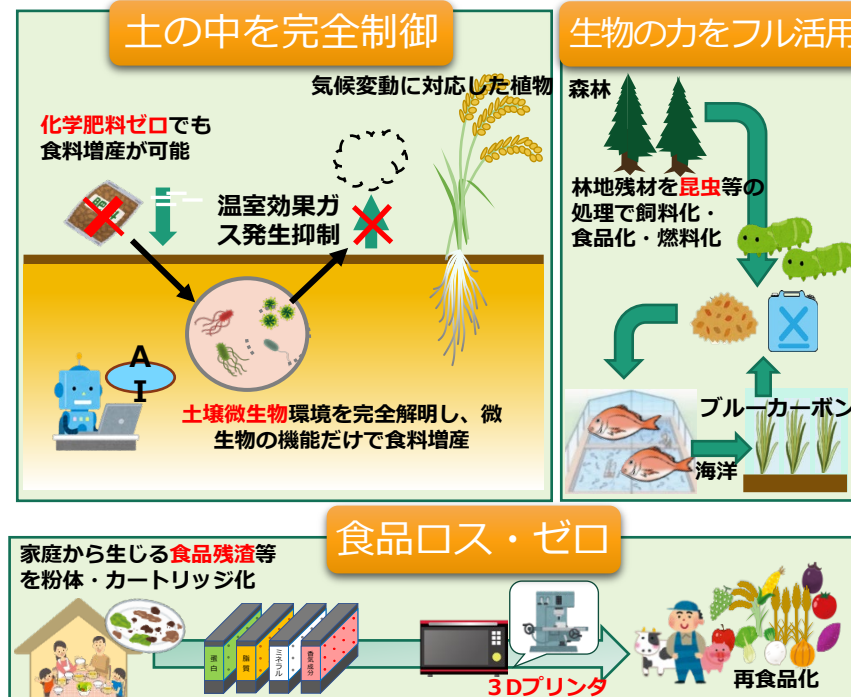 土の中を完全制御
気候変動に対応した植物
化学肥料ゼロでも
食料増産が可能
温室効果ガ
ス発生抑制
A
I
土壌微生物環境を完全解明し、微
生物の機能だけで食料増産
生物の力をフル活用
森林
林地残材を昆虫等の
処理で飼料化・
食品化・燃料化
ブルーカーボン
海洋
食品ロス・ゼロ
家庭から生じる食品残渣等
を粉体・カートリッジ化
蛋白
脂質
ミネラル
香気成分
３Dプリンタ
再食品化